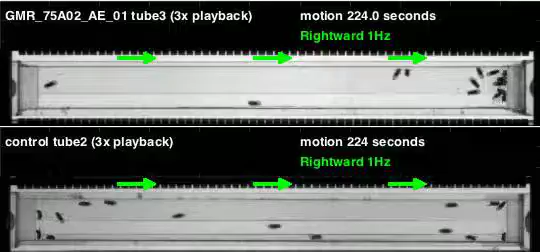 GMR_75A02_AE_01 tube3 (3x playback)
motion 224.0 seconds
Rightward 1Hz
control tube2 (3x playback)
motion 224 seconds
Rightward 1Hz